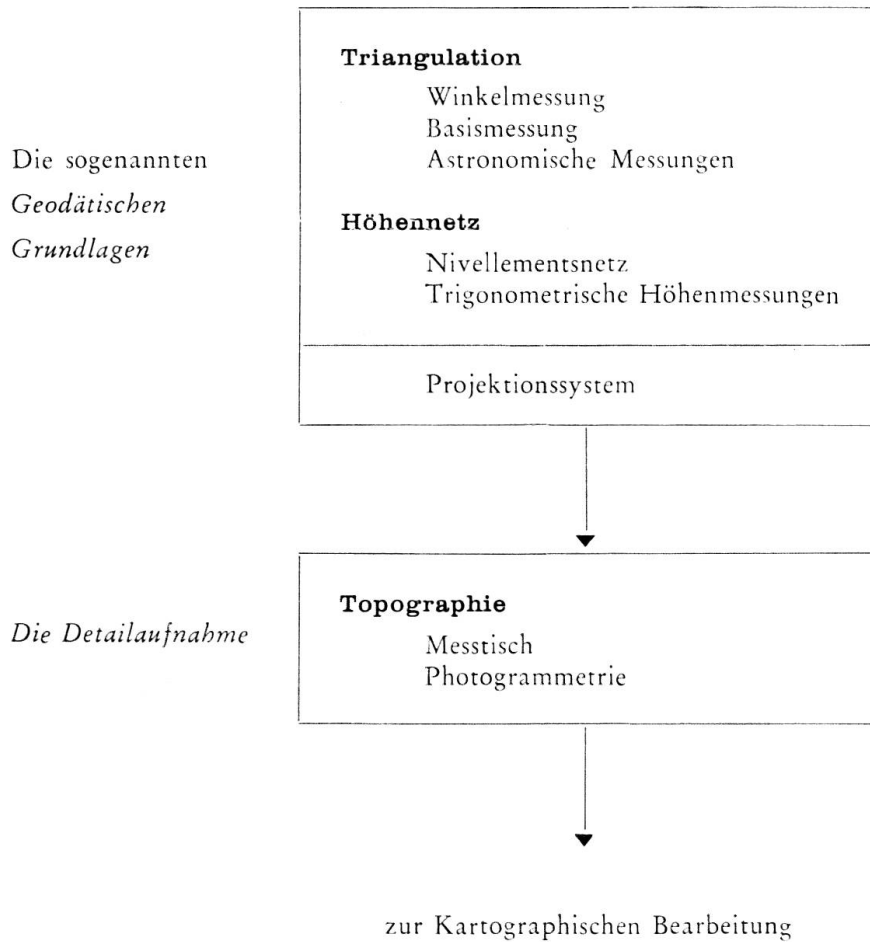 Triangulation
Winkelmessung
Basismessung
Astronomische Messungen
Die sogenannten
Geodätischen
Grundlagen
Höhennetz
Nivellementsnetz
Trigonometrische Höhenmessungen
Projektionssystem
Topographie
Die Detailaufnahme
Messtisch
Photogrammetrie
zur Kartographischen Bearbeitung